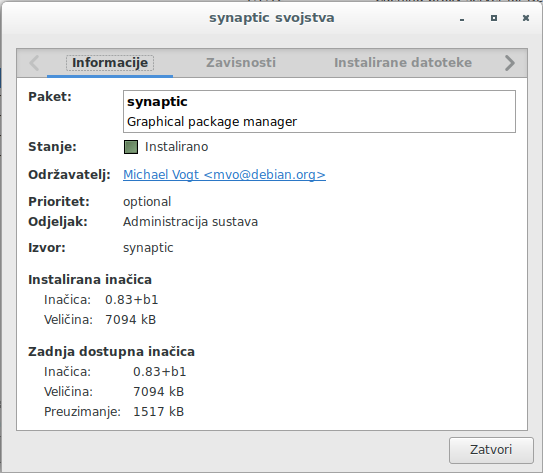 synaptic svojstva
Informacije Zavisnosti Instalirane datoteke
Paket: synaptic
Graphical package manager
Stanje: Instalirano
Održavatelj: Michael Vogt <mvo@debian.org>
Prioritet: optional
Odjeljak: Administracija sustava
Izvor: synaptic
Instalirana inačica
Inačica: 0.83+b1
Veličina: 7094 kB
Zadnja dostupna inačica
Inačica: 0.83+b1
Veličina: 7094 kB
Preuzimanje: 1517 kB
Zatvori